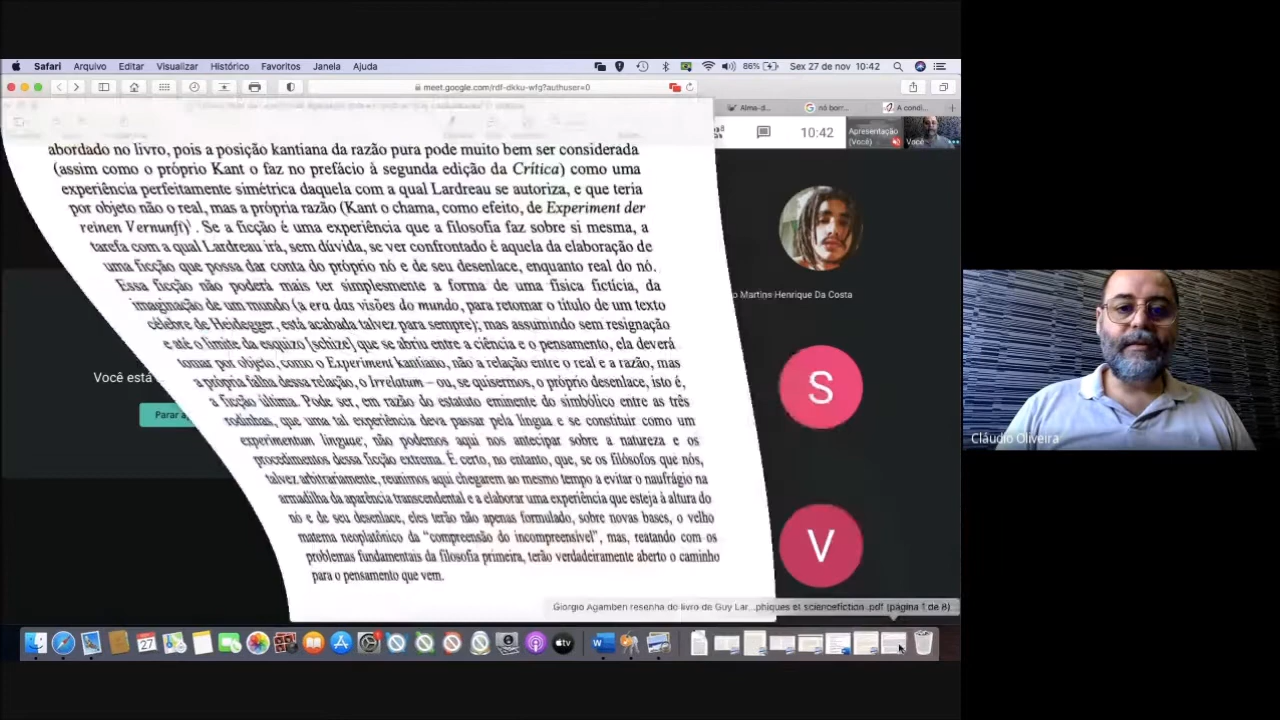 Safari Arquivo Editar Visualizar Histórico Favoritos Janela Ajuda
86% Sex 27 de nov 10:42
meet.google.com/rdf-dkku-wfg?authuser=0
Alma-d... nó borr... A condi...
10:42
Apresentação
(Você)
Você
abordado no livro, pois a posição kantiana da razão pura pode muito bem ser considerada
(assim como o próprio Kant o faz no prefácio à segunda edição da Crítica) como uma
experiência perfeitamente simétrica daquela com a qual Lardreau se autoriza, e que teria
por objeto não o real, mas a própria razão (Kant o chama, como efeito, de Experiment der
reinen Vernunft)¹. Se a ficção é uma experiência que a filosofia faz sobre si mesma, a
tarefa com a qual Lardreau irá, sem dúvida, se ver confrontado é aquela da elaboração de
uma ficção que possa dar conta do próprio nó e de seu desenlace, enquanto real do nó.
Essa ficção não poderá mais ter simplesmente a forma de uma física fictícia, da
imaginação de um mundo (a era das visões do mundo, para retomar o título de um texto
célebre de Heidegger, está acabada talvez para sempre); mas assumindo sem resignação
e até o limite da esquizo [schize] que se abriu entre a ciência e o pensamento, ela deverá
tomar por objeto, como o Experiment kantiano, não a relação entre o real e a razão, mas
a própria falha dessa relação, o Irrelatum – ou, se quisermos, o próprio desenlace, isto é,
a ficção última. Pode ser, em razão do estatuto eminente do simbólico entre as três
rodinhas, que uma tal experiência deva passar pela língua e se constituir como um
experimentum linguae; não podemos aqui nos antecipar sobre a natureza e os
procedimentos dessa ficção extrema. É certo, no entanto, que, se os filósofos que nós,
talvez arbitrariamente, reunimos aqui chegarem ao mesmo tempo a evitar o naufrágio na
armadilha da aparência transcendental e a elaborar uma experiência que esteja à altura do
nó e de seu desenlace, eles terão não apenas formulado, sobre novas bases, o velho
matema neoplatônico da “compreensão do incompreensível”, mas, reatando com os
problemas fundamentais da filosofia primeira, terão verdadeiramente aberto o caminho
para o pensamento que vem.
Você está
Parar a
o Martins Henrique Da Costa
S
V
Cláudio Oliveira
Giorgio Agamben resenha do livro de Guy Lar...phiques et sciencefiction .pdf (página 1 de 8)
27
tv
W